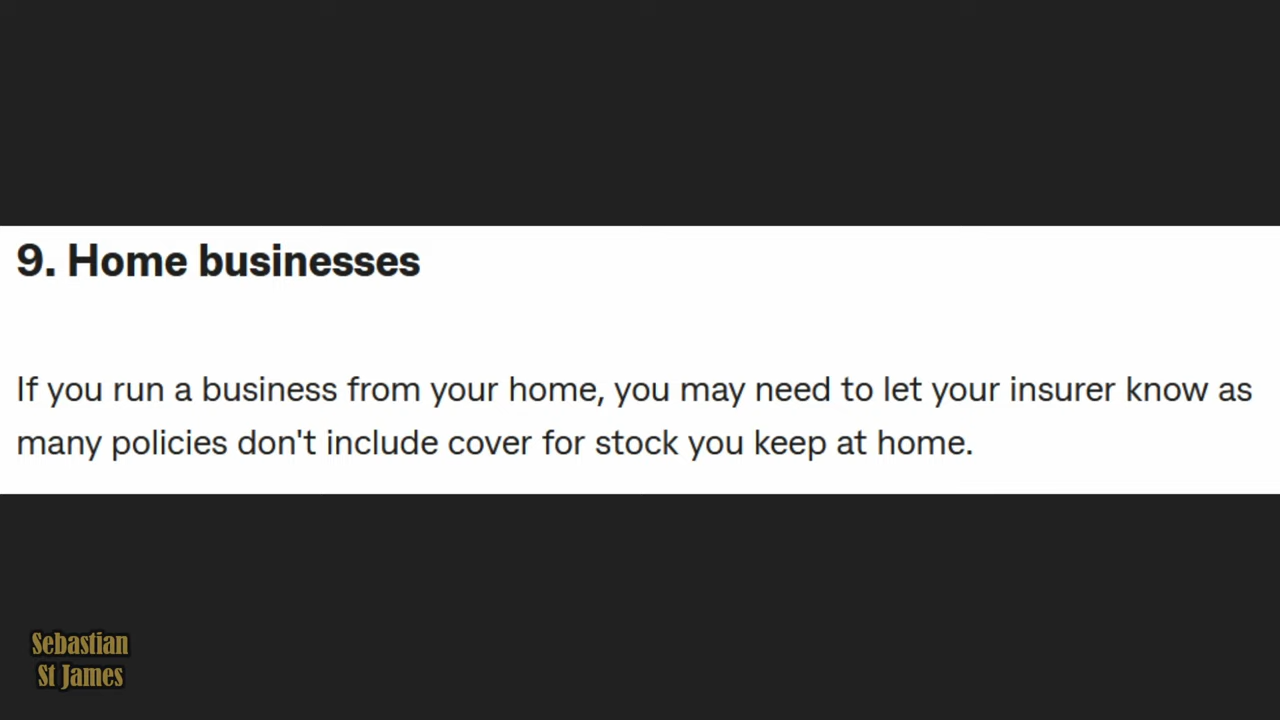 9. Home businesses
If you run a business from your home, you may need to let your insurer know as
many policies don't include cover for stock you keep at home.
Sebastian
St James